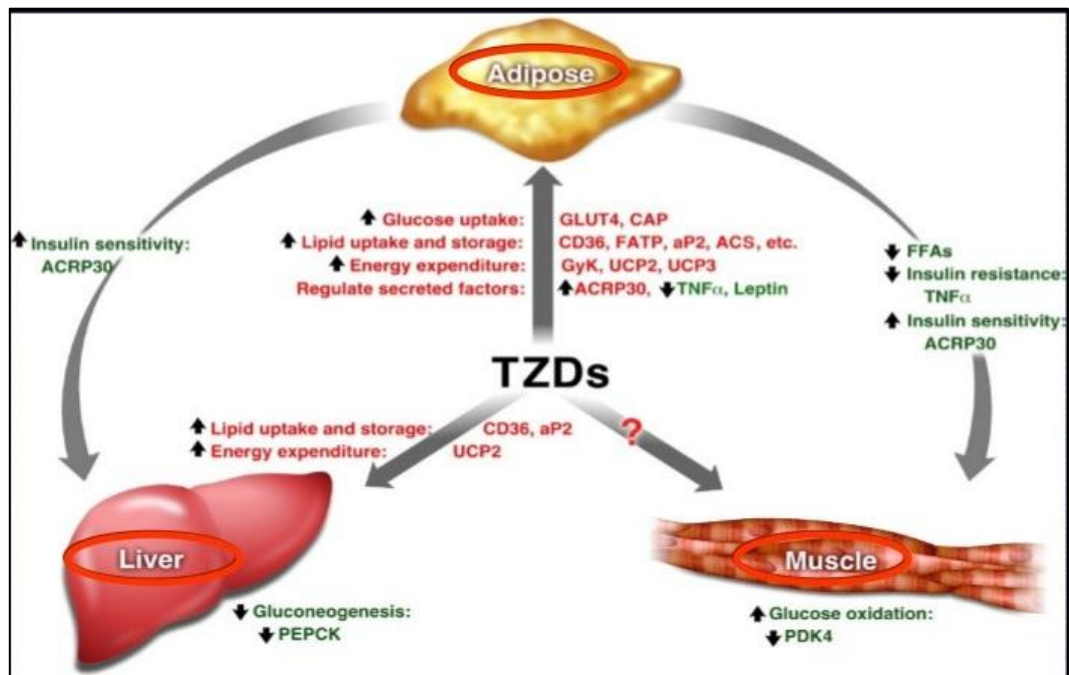 Adipose
⬆ Glucose uptake: GLUT4, CAP
⬆ Lipid uptake and storage: CD36, FATP, aP2, ACS, etc.
⬆ Energy expenditure: GyK, UCP2, UCP3
Regulate secreted factors: ⬆ACRP30, ⬇TNFα, Leptin
⬆ Insulin sensitivity:
ACRP30
⬇ FFAs
⬇ Insulin resistance:
TNFα
⬆ Insulin sensitivity:
ACRP30
TZDs
⬆ Lipid uptake and storage: CD36, aP2
⬆ Energy expenditure: UCP2
?
Liver
⬇ Gluconeogenesis:
⬇ PEPCK
Muscle
⬆ Glucose oxidation:
⬇ PDK4